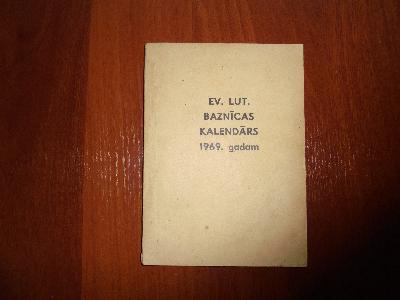 EV. LUT.
BAZNĪCAS
KALENDĀRS
1969. gadam